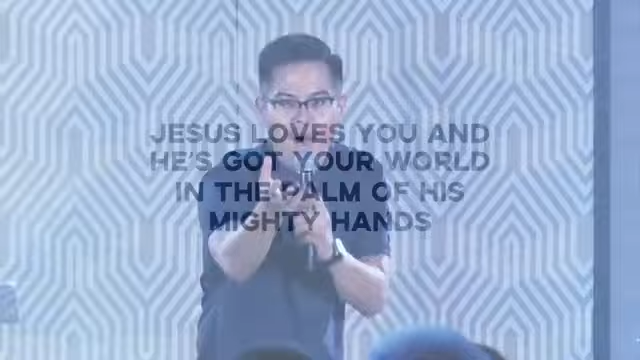 JESUS LOVES YOU AND
HE'S GOT YOUR WORLD
IN THE PALM OF HIS
MIGHTY HANDS